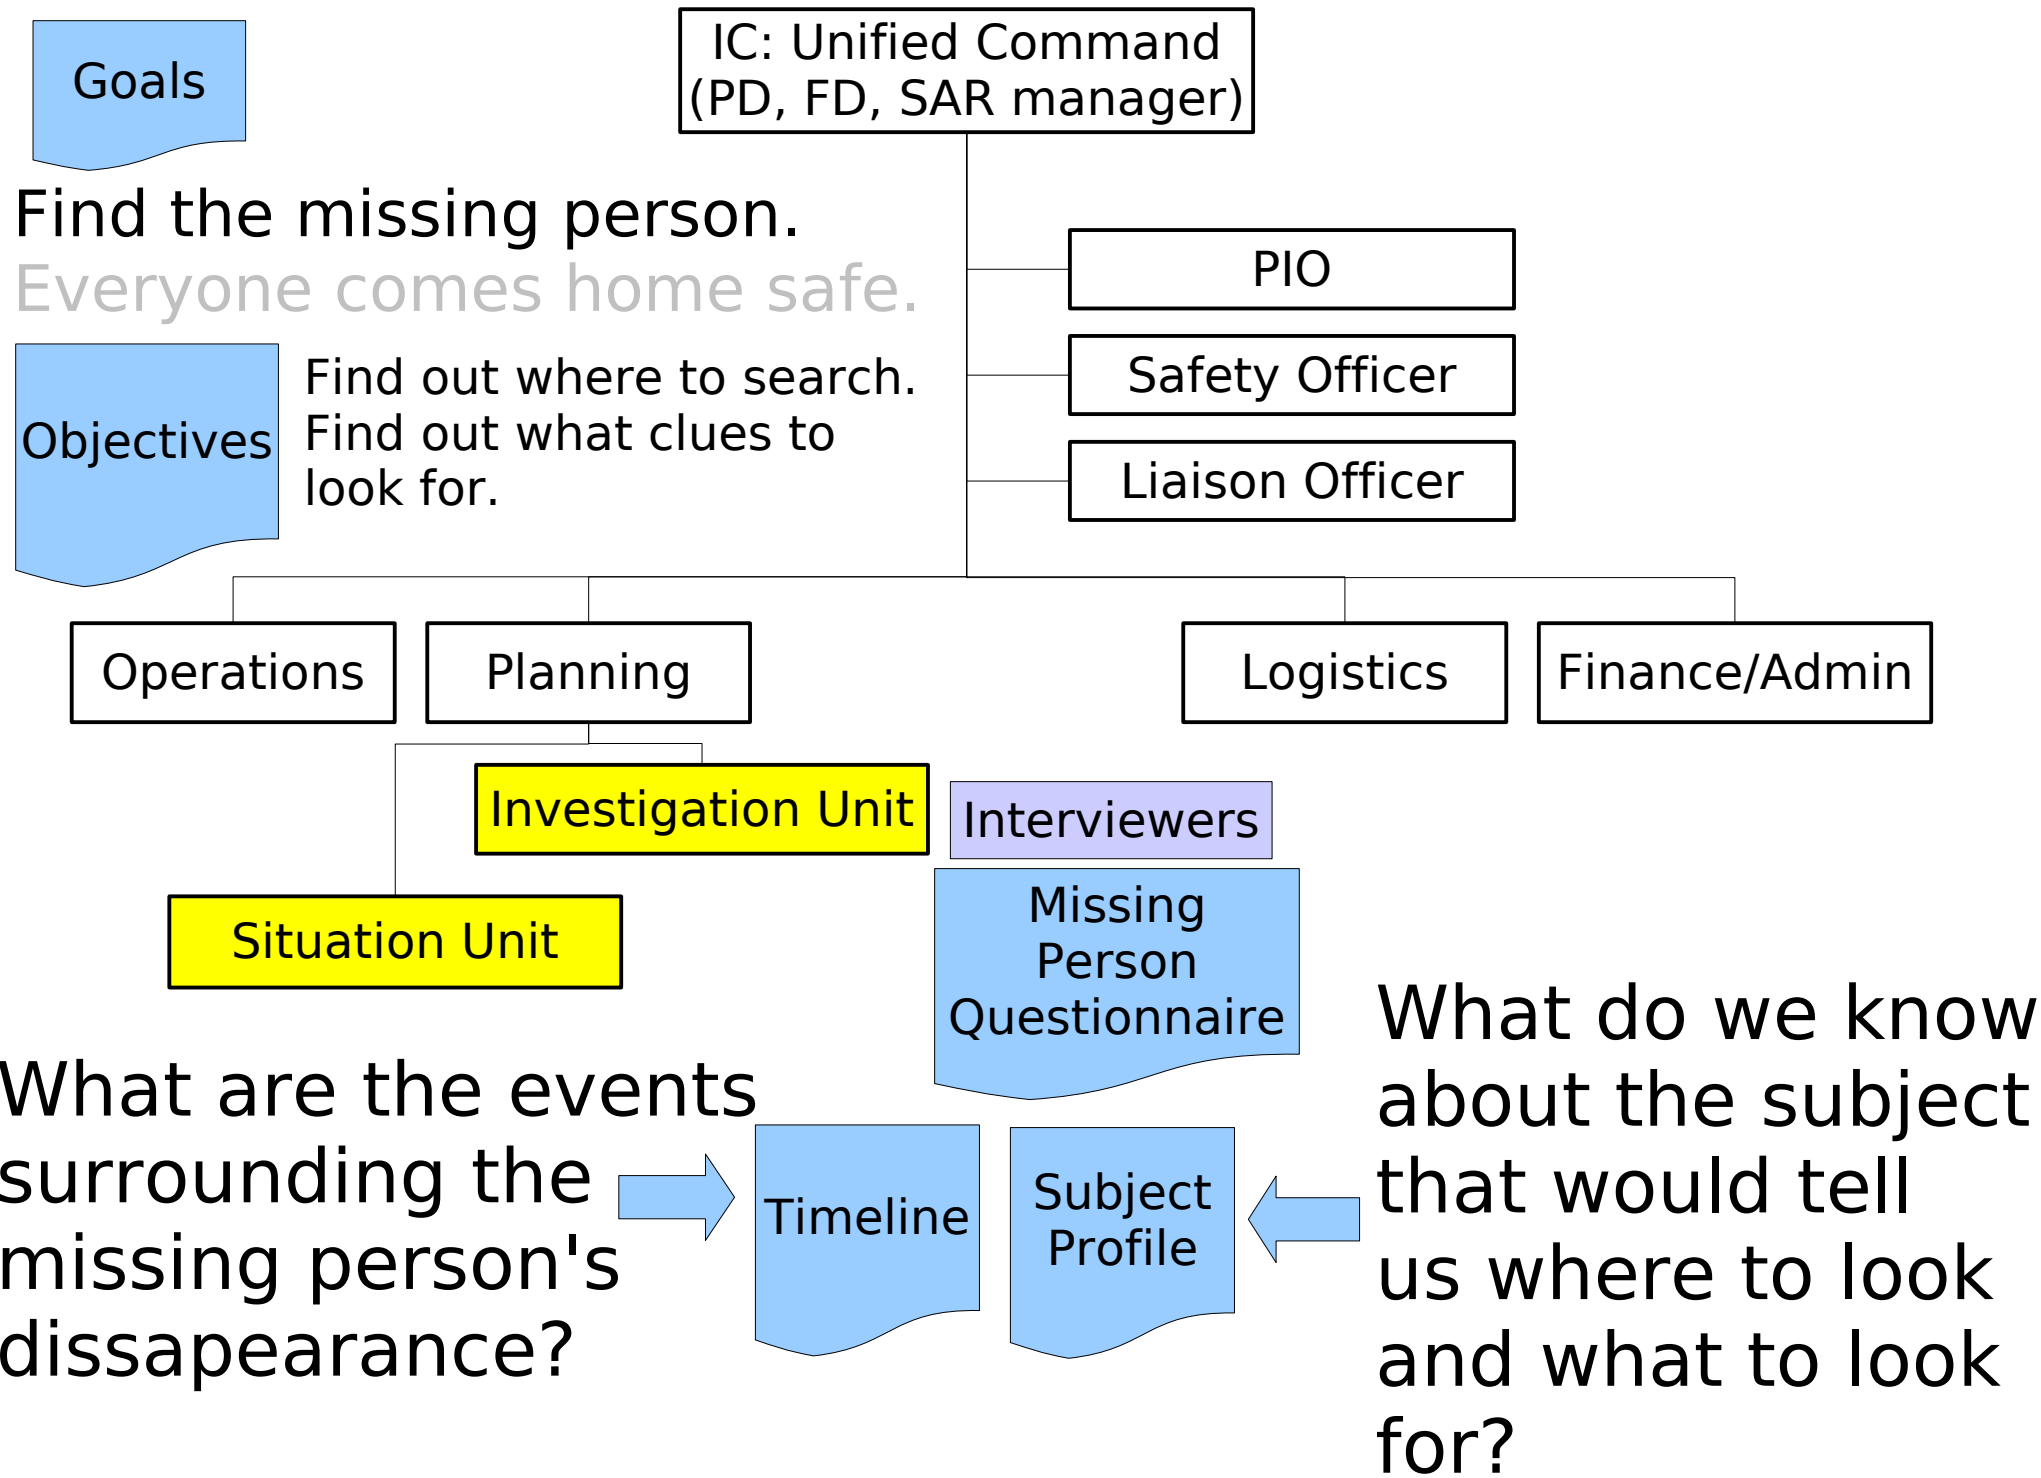 Goals
IC: Unified Command
(PD, FD, SAR manager)
Find the missing person.
Everyone comes home safe.
PIO
Safety Officer
Liaison Officer
Objectives
Find out where to search.
Find out what clues to
look for.
Operations
Planning
Logistics
Finance/Admin
Investigation Unit
Interviewers
Situation Unit
Missing
Person
Questionnaire
What are the events
surrounding the
missing person's
dissapearance?
Timeline
Subject
Profile
What do we know
about the subject
that would tell
us where to look
and what to look
for?